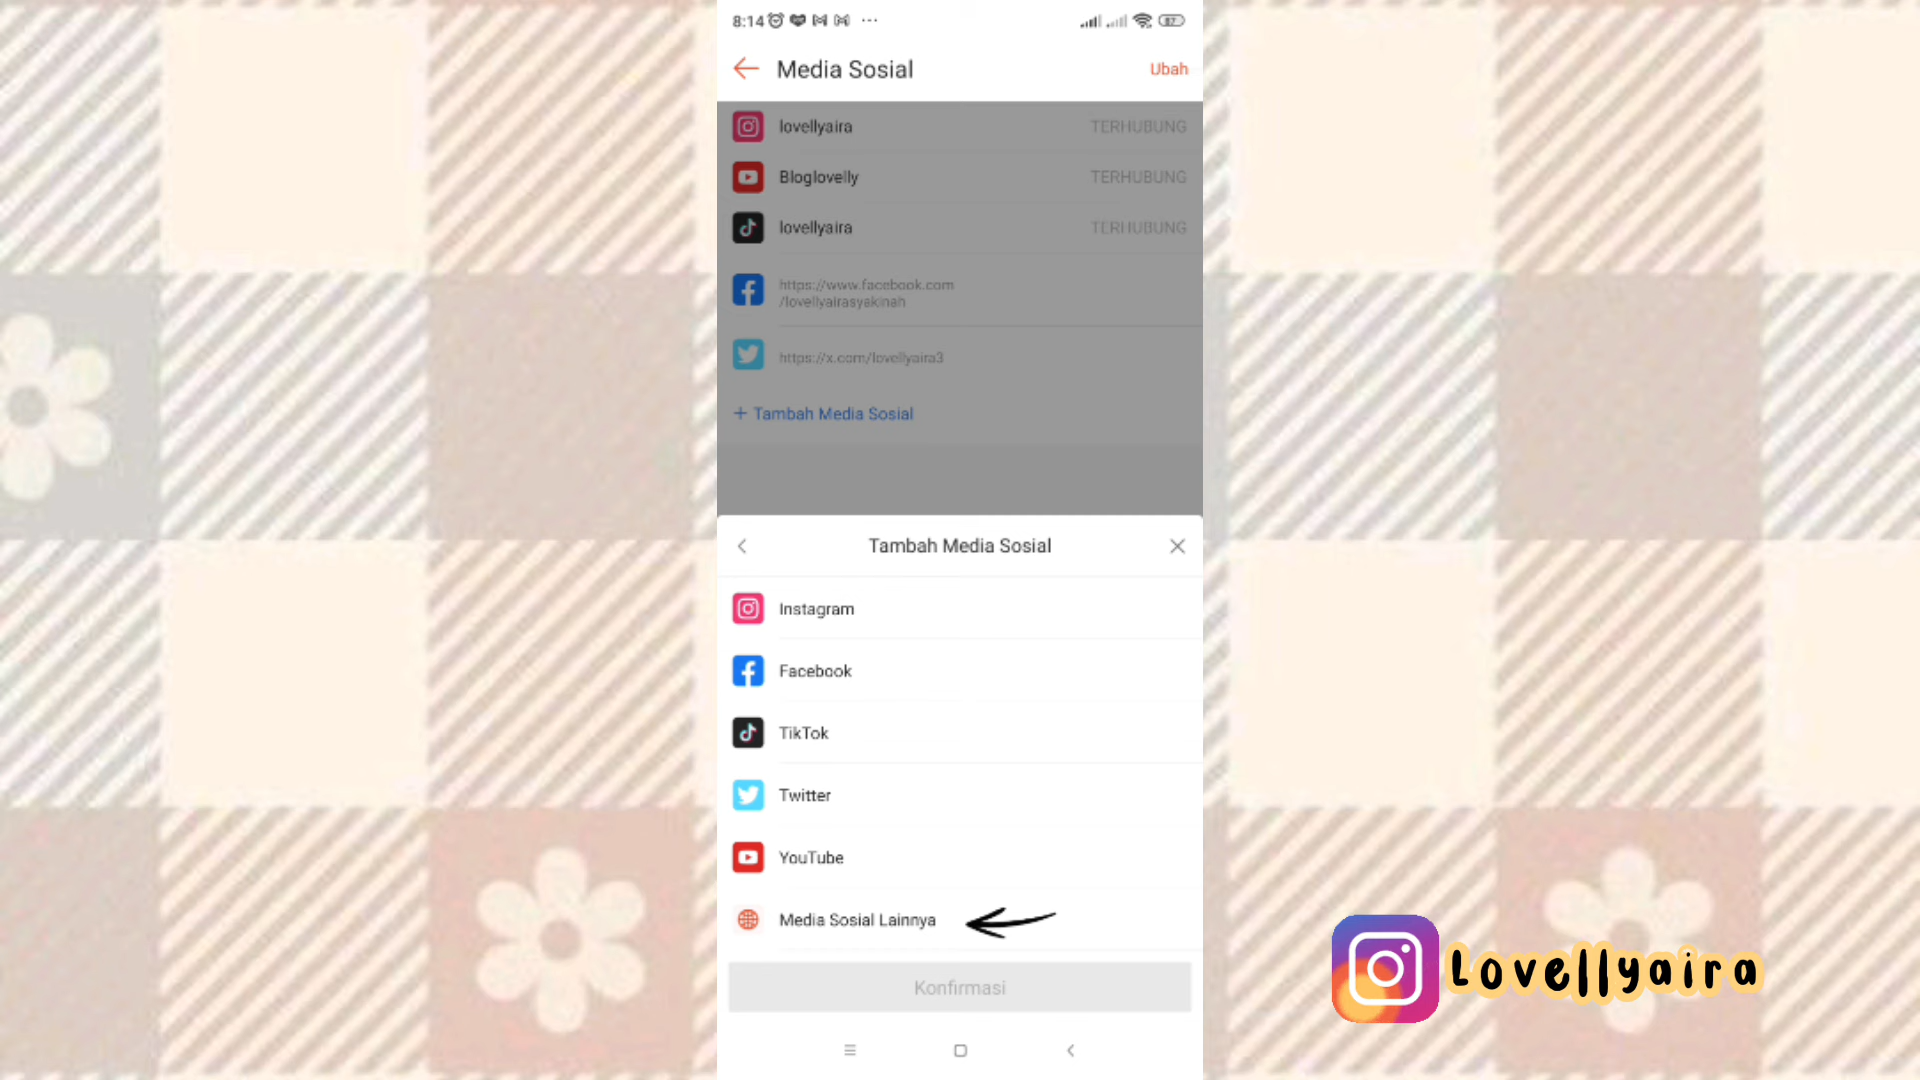 8:14
87
Media Sosial
Ubah
lovellyaira
TERHUBUNG
Bloglovelly
TERHUBUNG
lovellyaira
TERHUBUNG
https://www.facebook.com
/lovellyairasyakinah
https://x.com/lovellyaira3
+ Tambah Media Sosial
Tambah Media Sosial
Instagram
Facebook
TikTok
Twitter
YouTube
Media Sosial Lainnya
Konfirmasi
Lovellyaira